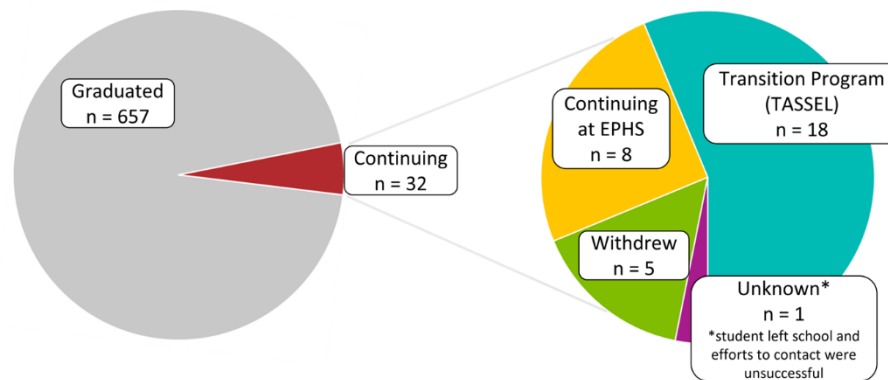 Graduated
n = 657
Continuing
n = 32
Continuing
at EPHS
n = 8
Transition Program
(TASSEL)
n = 18
Withdrew
n = 5
Unknown*
n = 1
*student left school and
efforts to contact were
unsuccessful